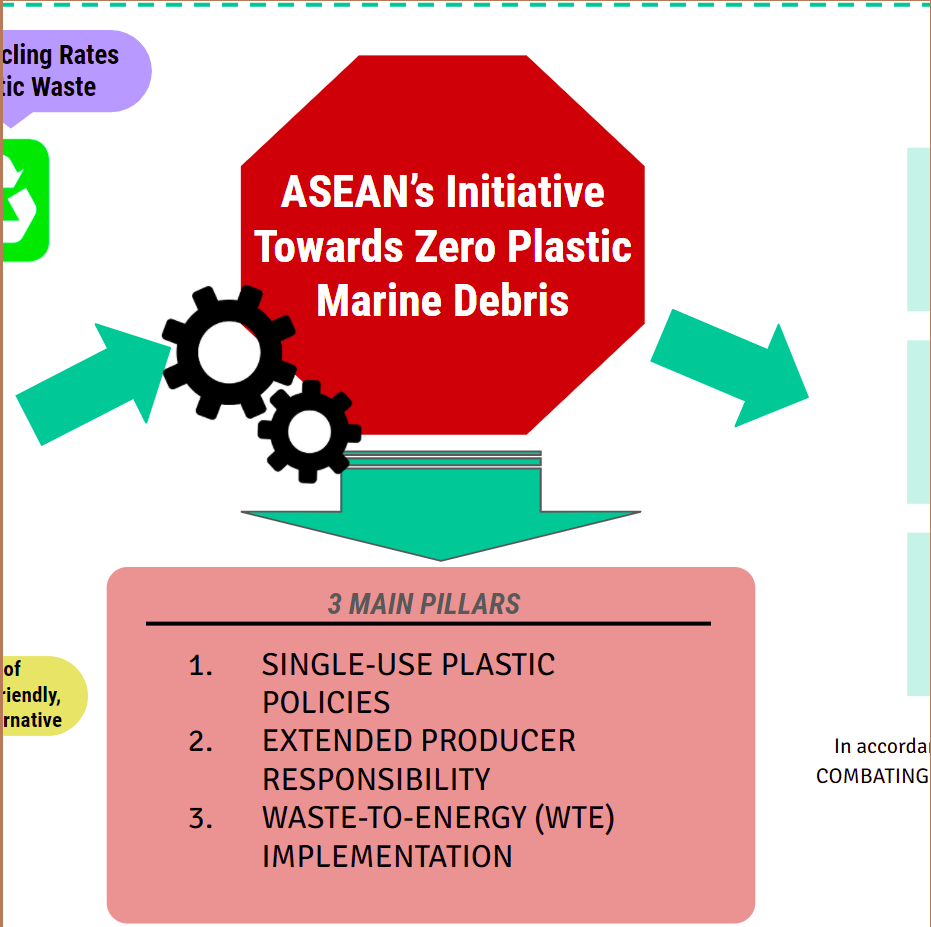 cling Rates
tic Waste
ASEAN’s Initiative
Towards Zero Plastic
Marine Debris
3 MAIN PILLARS
1. SINGLE-USE PLASTIC
POLICIES
2. EXTENDED PRODUCER
RESPONSIBILITY
3. WASTE-TO-ENERGY (WTE)
IMPLEMENTATION
of
riendly,
rnative
In accorda
COMBATING